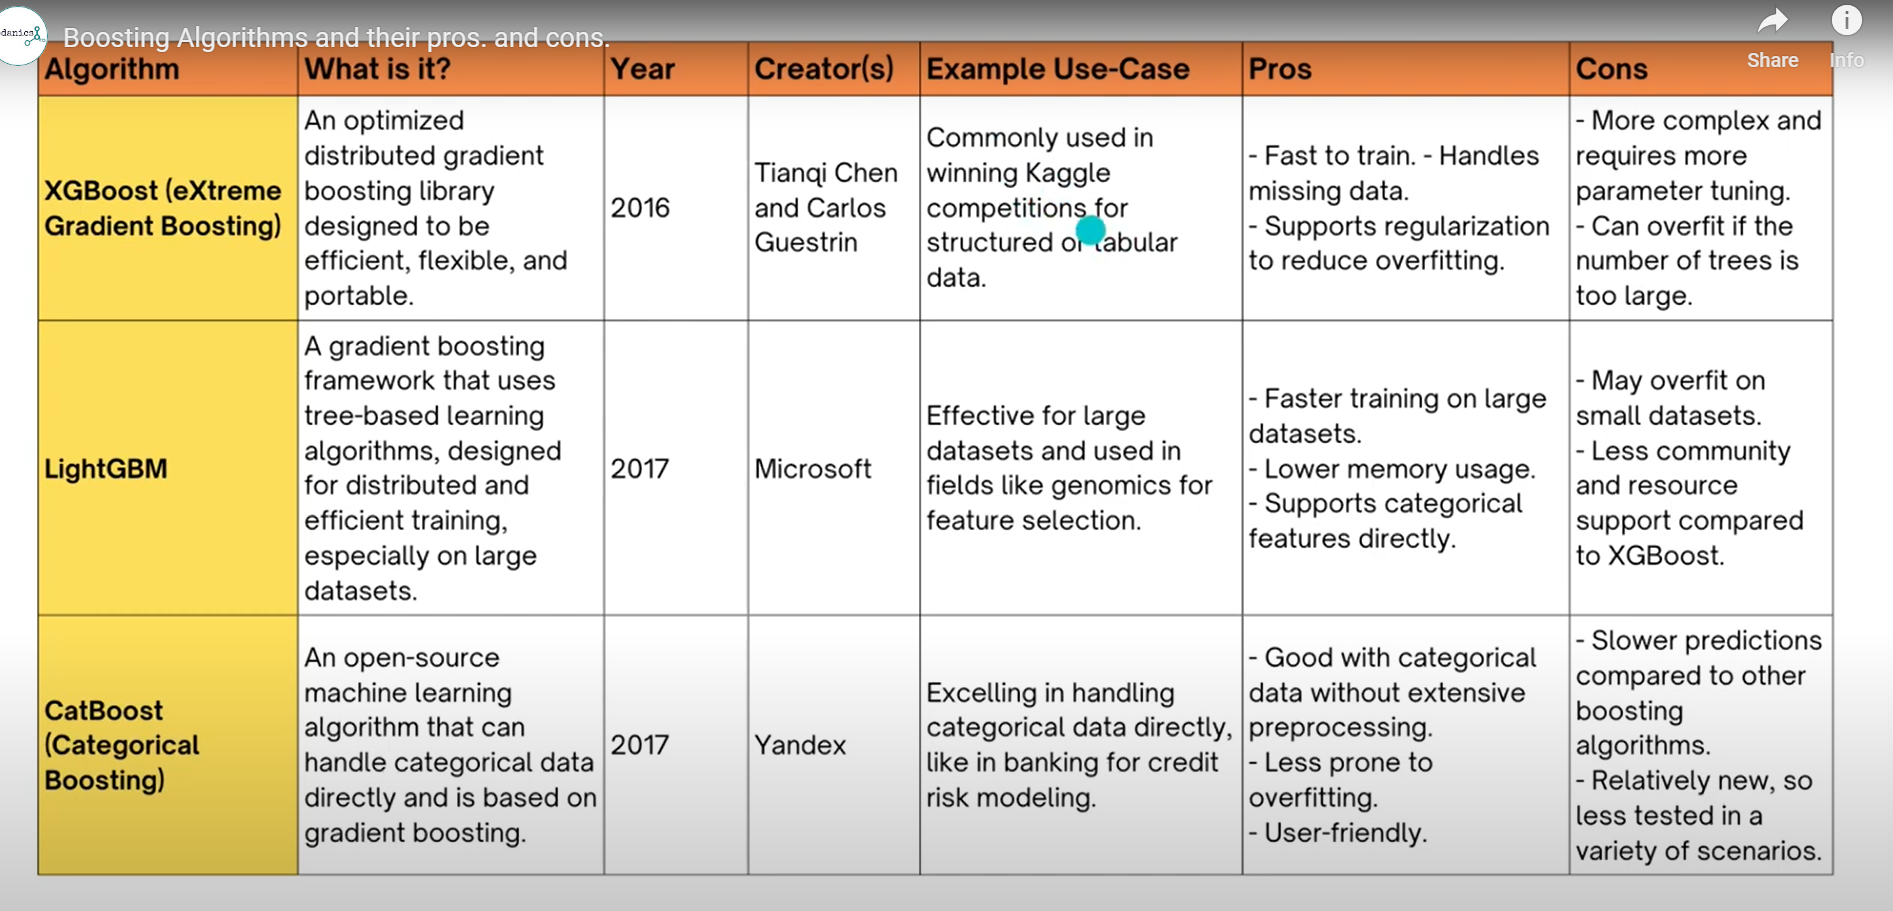 danics
Boosting Algorithms and their pros. and cons.
Share
Info
Algorithm
What is it?
Year
Creator(s)
Example Use-Case
Pros
Cons
XGBoost (eXtreme
Gradient Boosting)
An optimized
distributed gradient
boosting library
designed to be
efficient, flexible, and
portable.
2016
Tianqi Chen
and Carlos
Guestrin
Commonly used in
winning Kaggle
competitions for
structured or tabular
data.
- Fast to train. - Handles
missing data.
- Supports regularization
to reduce overfitting.
- More complex and
requires more
parameter tuning.
- Can overfit if the
number of trees is
too large.
LightGBM
A gradient boosting
framework that uses
tree-based learning
algorithms, designed
for distributed and
efficient training,
especially on large
datasets.
2017
Microsoft
Effective for large
datasets and used in
fields like genomics for
feature selection.
- Faster training on large
datasets.
- Lower memory usage.
- Supports categorical
features directly.
- May overfit on
small datasets.
- Less community
and resource
support compared
to XGBoost.
CatBoost
(Categorical
Boosting)
An open-source
machine learning
algorithm that can
handle categorical data
directly and is based on
gradient boosting.
2017
Yandex
Excelling in handling
categorical data directly,
like in banking for credit
risk modeling.
- Good with categorical
data without extensive
preprocessing.
- Less prone to
overfitting.
- User-friendly.
- Slower predictions
compared to other
boosting
algorithms.
- Relatively new, so
less tested in a
variety of scenarios.